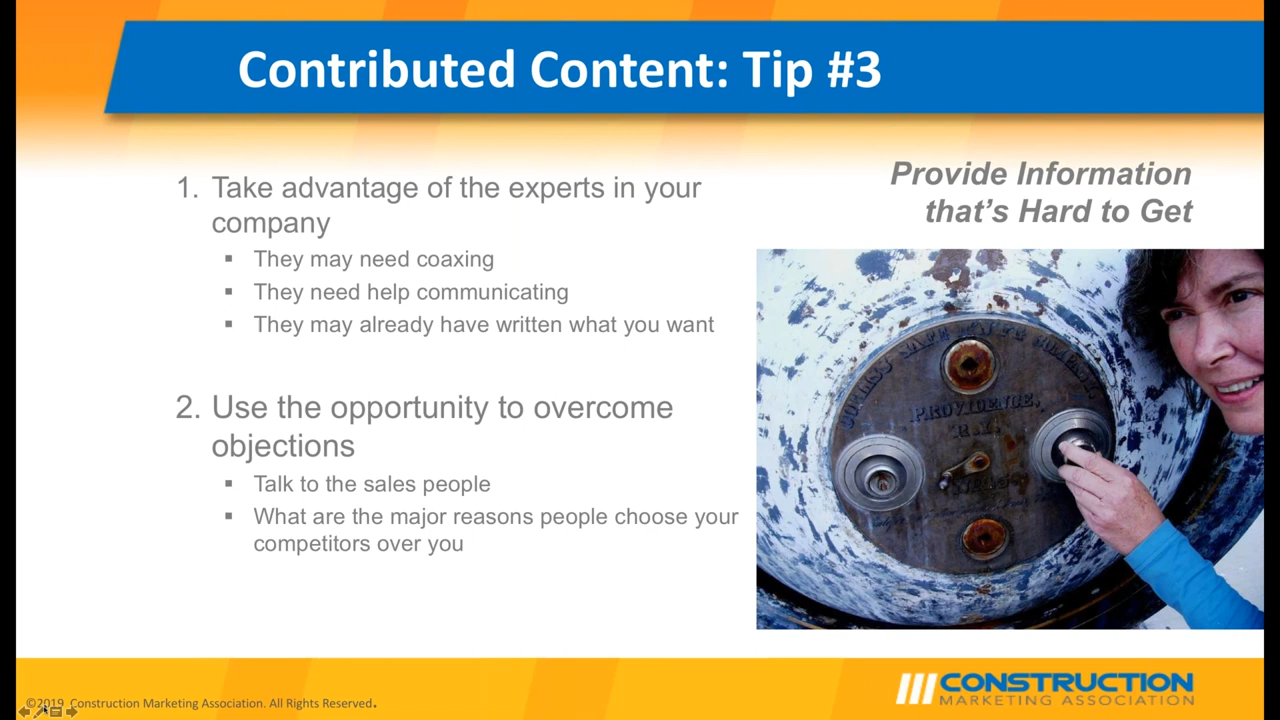 Contributed Content: Tip #3
Provide Information
that's Hard to Get
1. Take advantage of the experts in your
company
▪ They may need coaxing
▪ They need help communicating
▪ They may already have written what you want
2. Use the opportunity to overcome
objections
▪ Talk to the sales people
▪ What are the major reasons people choose your
competitors over you
PROVIDENCE,
R.I.
©2019 Construction Marketing Association. All Rights Reserved.
CONSTRUCTION
MARKETING ASSOCIATION